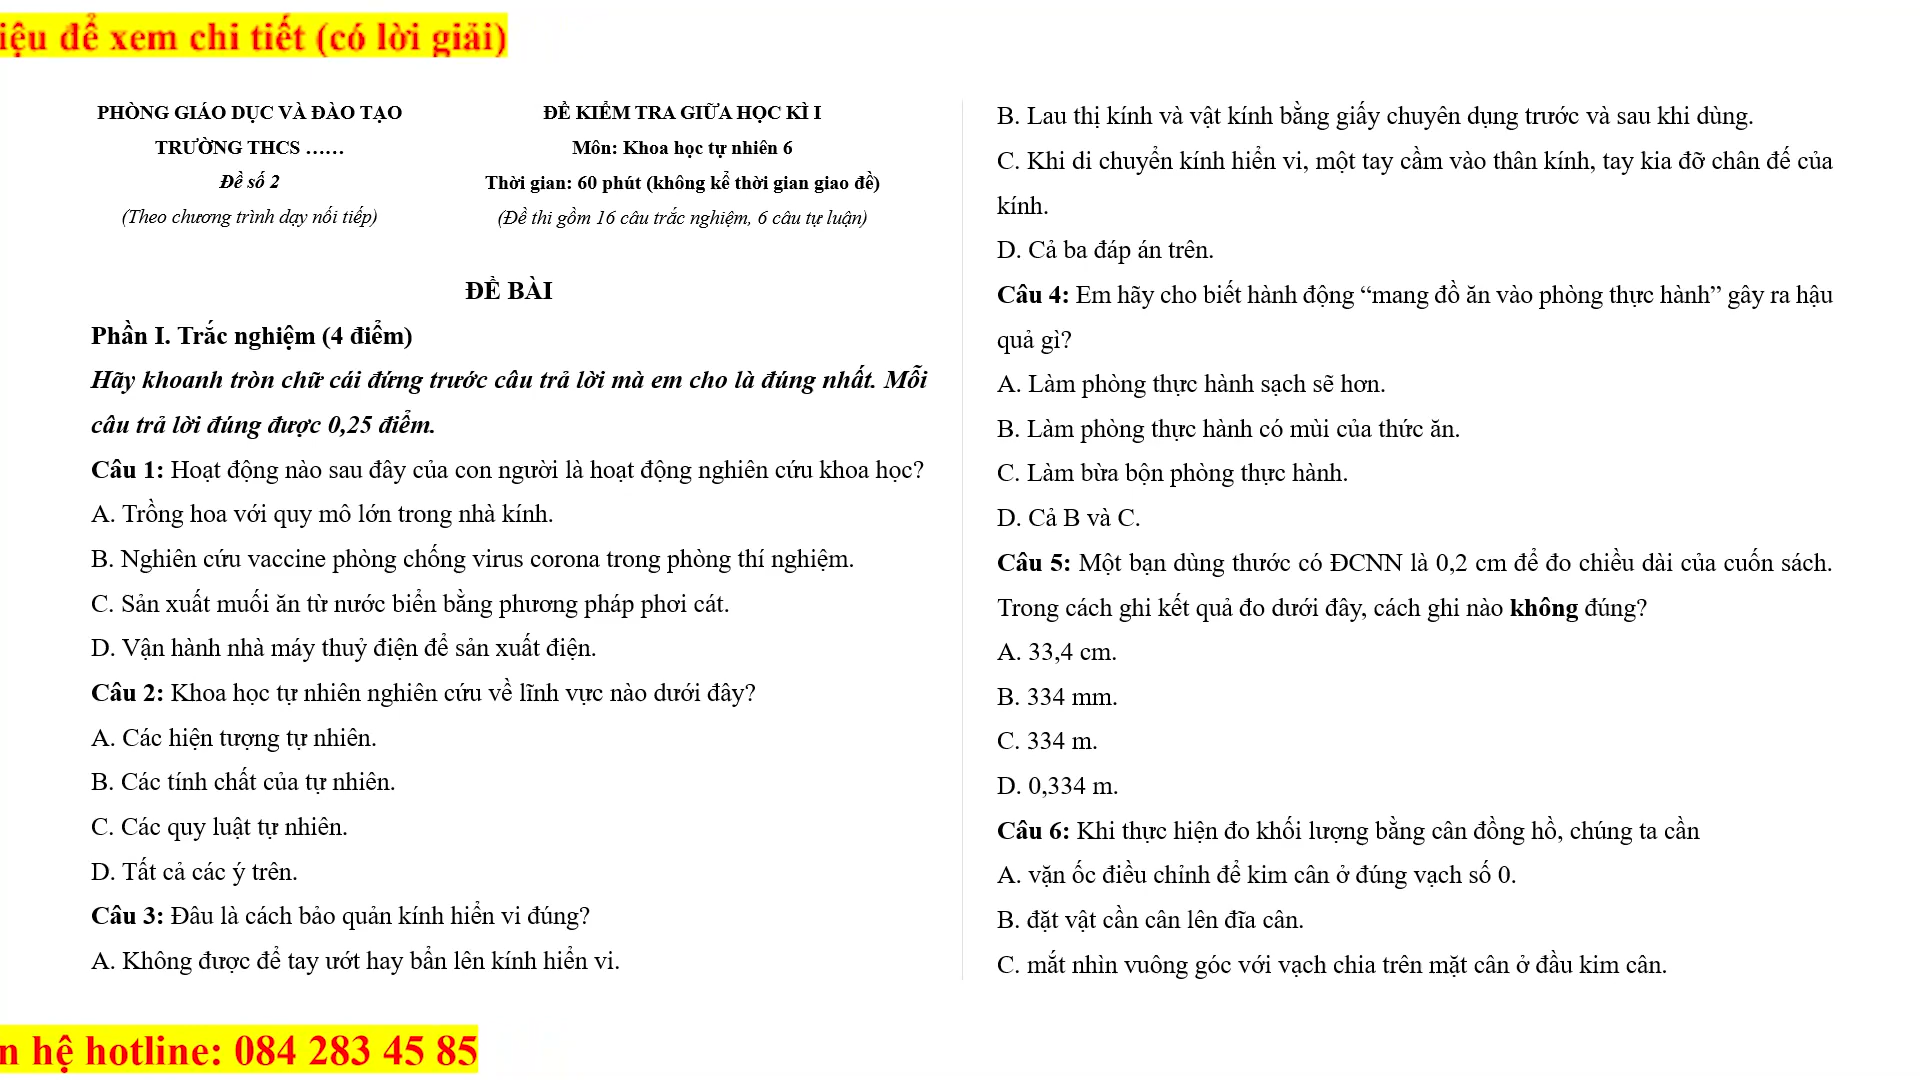 iệu để xem chi tiết (có lời giải)
PHÒNG GIÁO DỤC VÀ ĐÀO TẠO
TRƯỜNG THCS ……
Đề số 2
(Theo chương trình dạy nối tiếp)
ĐỀ KIỂM TRA GIỮA HỌC KÌ I
Môn: Khoa học tự nhiên 6
Thời gian: 60 phút (không kể thời gian giao đề)
(Đề thi gồm 16 câu trắc nghiệm, 6 câu tự luận)
ĐỀ BÀI
Phần I. Trắc nghiệm (4 điểm)
Hãy khoanh tròn chữ cái đứng trước câu trả lời mà em cho là đúng nhất. Mỗi
câu trả lời đúng được 0,25 điểm.
Câu 1: Hoạt động nào sau đây của con người là hoạt động nghiên cứu khoa học?
A. Trồng hoa với quy mô lớn trong nhà kính.
B. Nghiên cứu vaccine phòng chống virus corona trong phòng thí nghiệm.
C. Sản xuất muối ăn từ nước biển bằng phương pháp phơi cát.
D. Vận hành nhà máy thuỷ điện để sản xuất điện.
Câu 2: Khoa học tự nhiên nghiên cứu về lĩnh vực nào dưới đây?
A. Các hiện tượng tự nhiên.
B. Các tính chất của tự nhiên.
C. Các quy luật tự nhiên.
D. Tất cả các ý trên.
Câu 3: Đâu là cách bảo quản kính hiển vi đúng?
A. Không được để tay ướt hay bẩn lên kính hiển vi.
B. Lau thị kính và vật kính bằng giấy chuyên dụng trước và sau khi dùng.
C. Khi di chuyển kính hiển vi, một tay cầm vào thân kính, tay kia đỡ chân đế của
kính.
D. Cả ba đáp án trên.
Câu 4: Em hãy cho biết hành động “mang đồ ăn vào phòng thực hành” gây ra hậu
quả gì?
A. Làm phòng thực hành sạch sẽ hơn.
B. Làm phòng thực hành có mùi của thức ăn.
C. Làm bừa bộn phòng thực hành.
D. Cả B và C.
Câu 5: Một bạn dùng thước có ĐCNN là 0,2 cm để đo chiều dài của cuốn sách.
Trong cách ghi kết quả đo dưới đây, cách ghi nào không đúng?
A. 33,4 cm.
B. 334 mm.
C. 334 m.
D. 0,334 m.
Câu 6: Khi thực hiện đo khối lượng bằng cân đồng hồ, chúng ta cần
A. vặn ốc điều chỉnh để kim cân ở đúng vạch số 0.
B. đặt vật cần cân lên đĩa cân.
C. mắt nhìn vuông góc với vạch chia trên mặt cân ở đầu kim cân.
n hệ hotline: 084 283 45 85